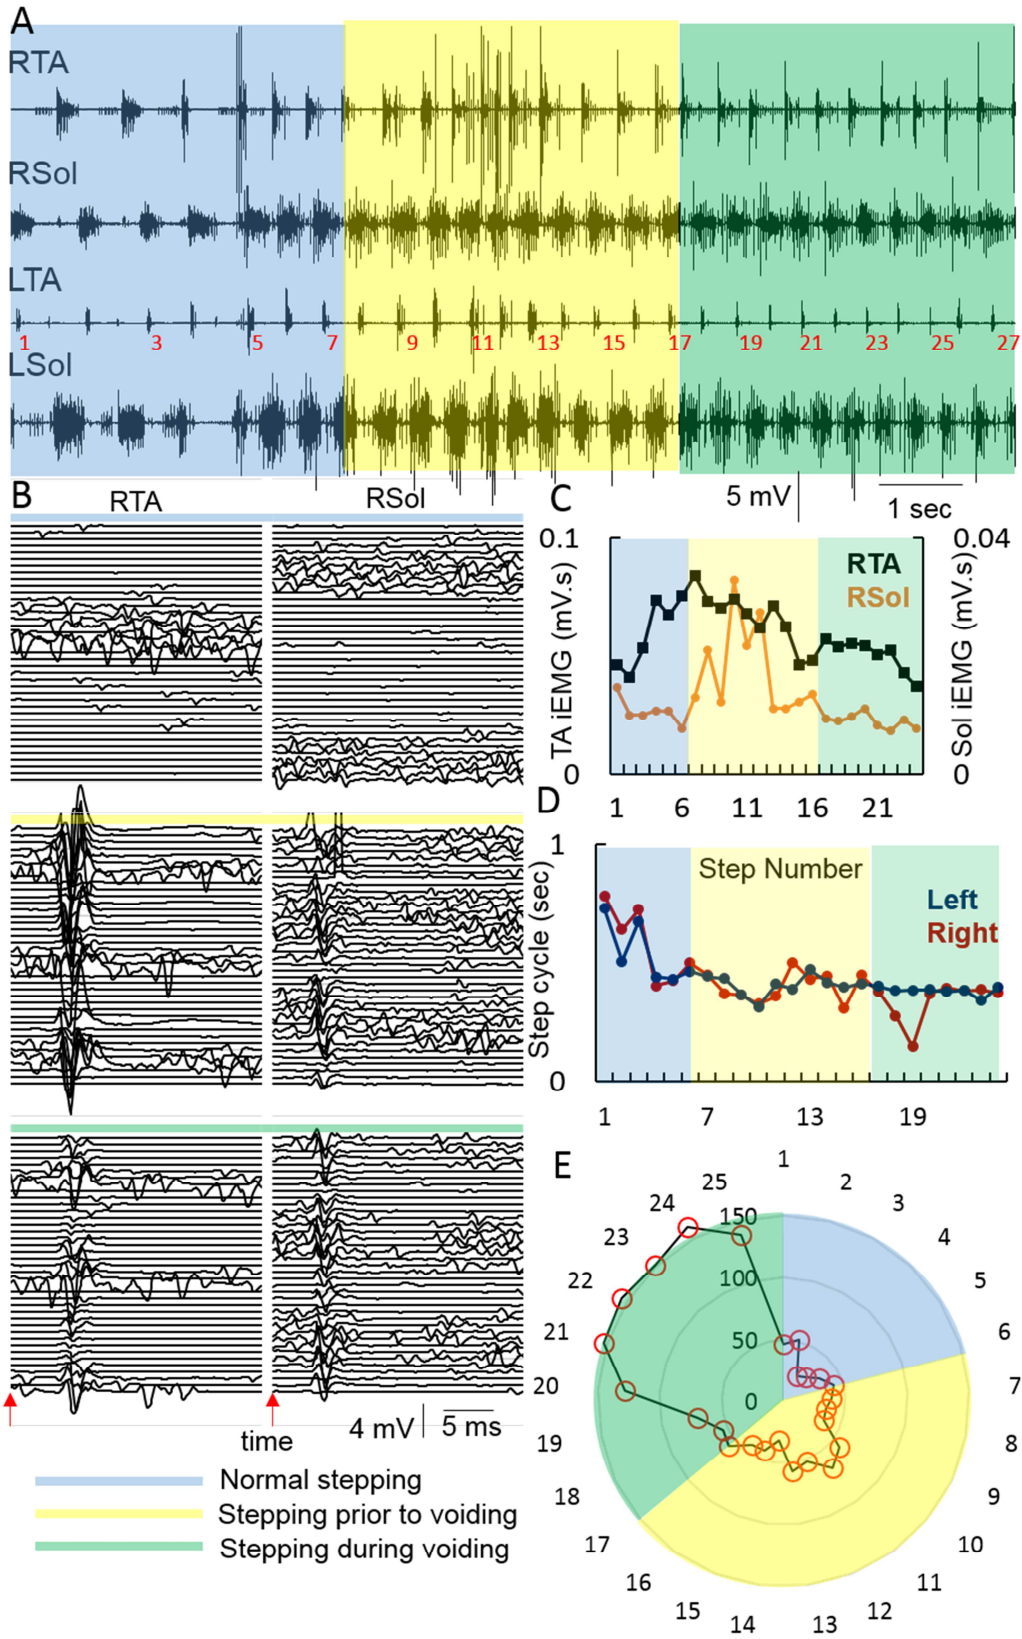 A
RTA
RSol
LTA
1 3 5 7 9 11 13 15 17 19 21 23 25 27
LSol
5 mV
1 sec
B
RTA
RSol
C
0.1
0.04
TA iEMG (mV.s)
Sol iEMG (mV.s)
RTA
RSol
0
0
1 6 11 16 21
D
1
Step Number
Step cycle (sec)
Left
Right
0
1 7 13 19
E
1
2
3
4
5
6
7
8
9
10
11
12
13
14
15
16
17
18
19
20
21
22
23
24
25
150
100
50
0
4 mV
5 ms
time
Normal stepping
Stepping prior to voiding
Stepping during voiding